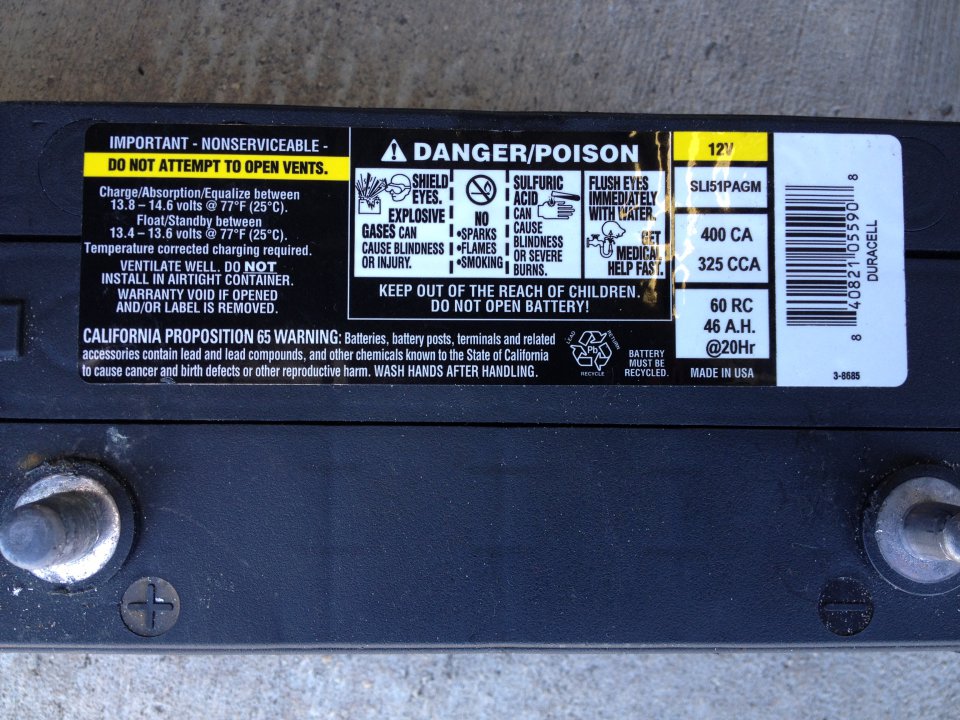 IMPORTANT - NONSERVICEABLE -
DO NOT ATTEMPT TO OPEN VENTS.
Charge/Absorption/Equalize between
13.8 – 14.6 volts @ 77°F (25°C).
Float/Standby between
13.4 – 13.6 volts @ 77°F (25°C).
Temperature corrected charging required.
VENTILATE WELL. DO NOT
INSTALL IN AIRTIGHT CONTAINER.
WARRANTY VOID IF OPENED
AND/OR LABEL IS REMOVED.
DANGER/POISON
SHIELD
EYES.
EXPLOSIVE
GASES CAN
CAUSE BLINDNESS
OR INJURY.
NO
•SPARKS
•FLAMES
•SMOKING
SULFURIC
ACID
CAN
CAUSE
BLINDNESS
OR SEVERE
BURNS.
FLUSH EYES
IMMEDIATELY
WITH WATER.
GET
MEDICAL
HELP FAST.
KEEP OUT OF THE REACH OF CHILDREN.
DO NOT OPEN BATTERY!
CALIFORNIA PROPOSITION 65 WARNING: Batteries, battery posts, terminals and related
accessories contain lead and lead compounds, and other chemicals known to the State of California
to cause cancer and birth defects or other reproductive harm. WASH HANDS AFTER HANDLING.
LEAD
RETURN
Pb
RECYCLE
BATTERY
MUST BE
RECYCLED.
12V
SLI51PAGM
400 CA
325 CCA
60 RC
46 A.H.
@20Hr
MADE IN USA
8 40821 05590 8
DURACELL
3-8685
+
−